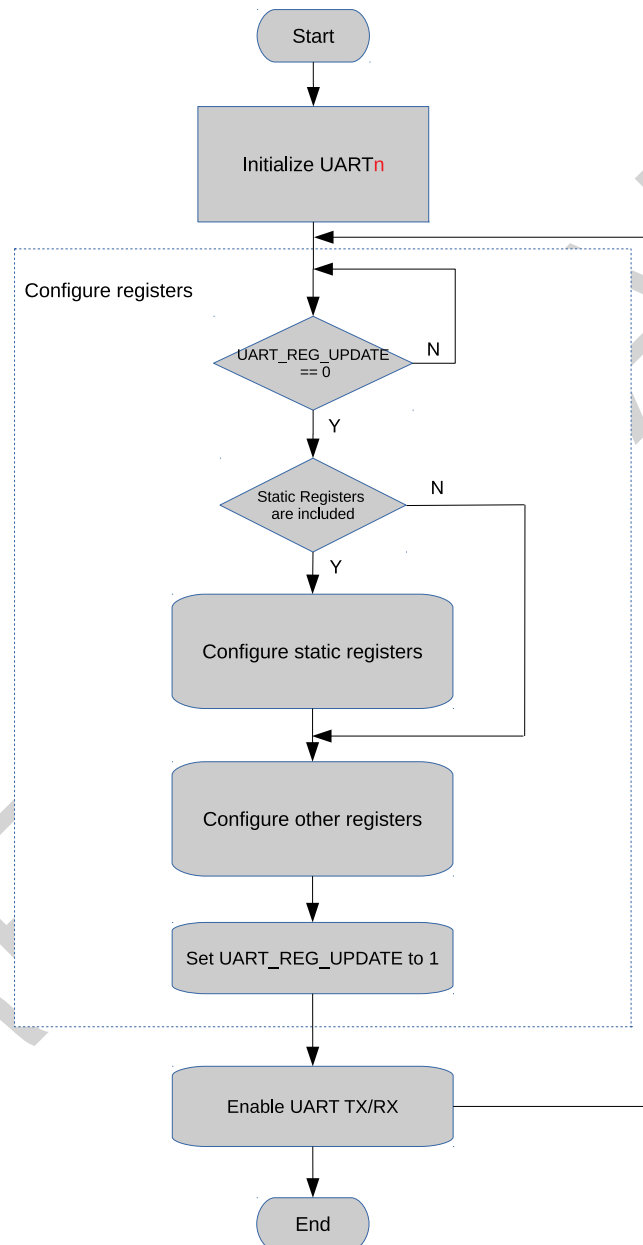 Start
Initialize UARTn
Configure registers
UART_REG_UPDATE
== 0
N
Y
Static Registers
are included
N
Y
Configure static registers
Configure other registers
Set UART_REG_UPDATE to 1
Enable UART TX/RX
End